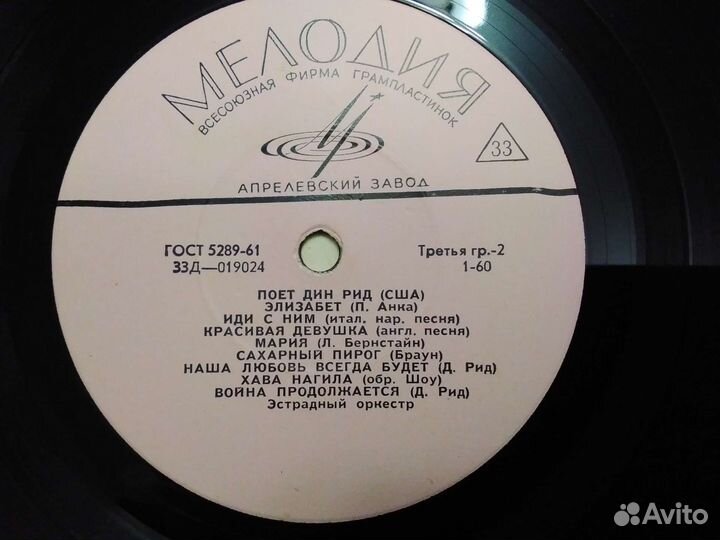 МЕЛОДИЯ
ВСЕСОЮЗНАЯ ФИРМА ГРАМПЛАСТИНОК
33
АПРЕЛЕВСКИЙ ЗАВОД
ГОСТ 5289-61 Третья гр.-2
33Д—019024 1-60
ПОЕТ ДИН РИД (США)
ЭЛИЗАБЕТ (П. Анка)
ИДИ С НИМ (итал. нар. песня)
КРАСИВАЯ ДЕВУШКА (англ. песня)
МАРИЯ (Л. Бернстайн)
САХАРНЫЙ ПИРОГ (Браун)
НАША ЛЮБОВЬ ВСЕГДА БУДЕТ (Д. Рид)
ХАВА НАГИЛА (обр. Шоу)
ВОЙНА ПРОДОЛЖАЕТСЯ (Д. Рид)
Эстрадный оркестр
Avito